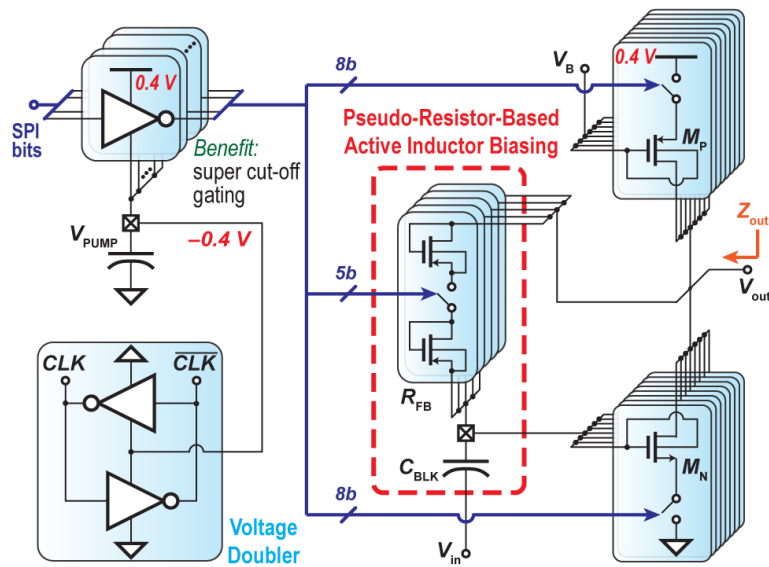 0.4 V
SPI
bits
Benefit:
super cut-off
gating
V_PUMP
−0.4 V
CLK
C̅L̅K̅
Voltage
Doubler
8b
5b
8b
Pseudo-Resistor-Based
Active Inductor Biasing
R_FB
C_BLK
V_in
V_B
0.4 V
M_P
Z_out
V_out
M_N